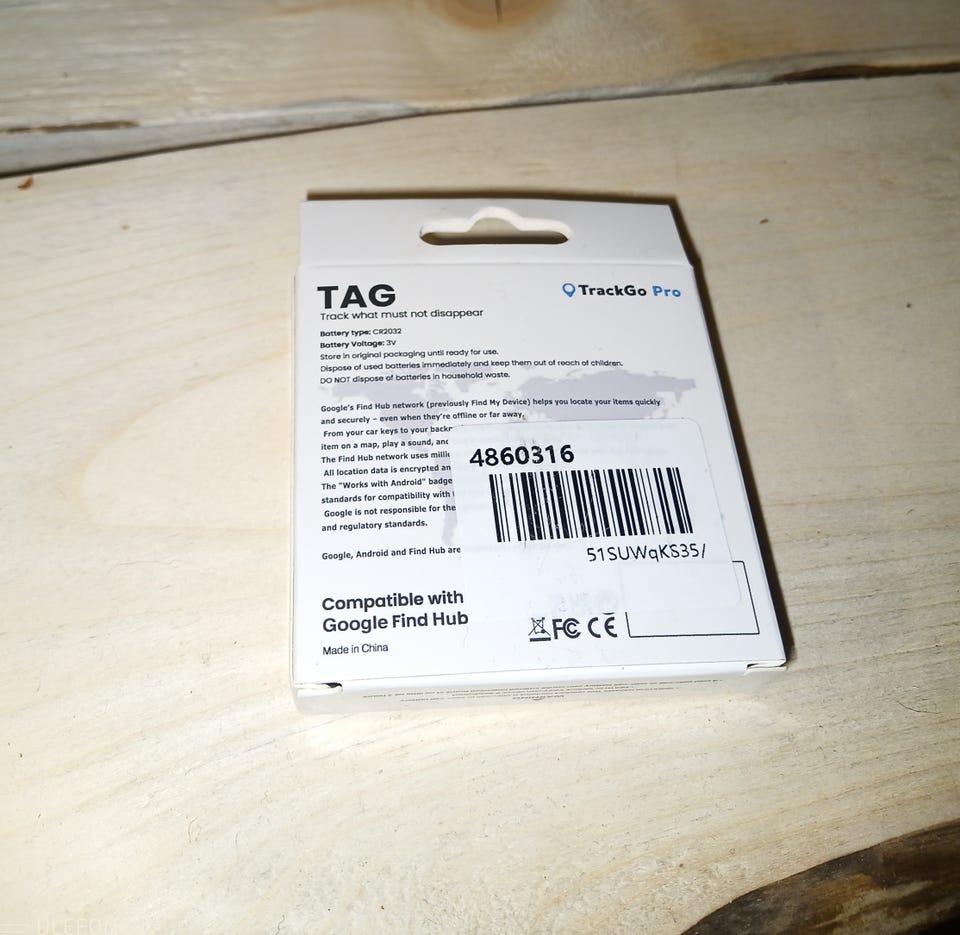 TAG
TrackGo Pro
Track what must not disappear
Battery type: CR2032
Battery Voltage: 3V
Store in original packaging until ready for use.
Dispose of used batteries immediately and keep them out of reach of children.
DO NOT dispose of batteries in household waste.
Google's Find Hub network (previously Find My Device) helps you locate your items quickly
and securely – even when they're offline or far away.
From your car keys to your
item on a map, play a sound, and
The Find Hub network uses
All location data is encrypted
The "Works with Android" badge
standards for compatibility with
Google is not responsible for the
and regulatory standards.
Google, Android and Find Hub are
4860316
51SUWqKS35/
Compatible with
Google Find Hub
FC CE
Made in China